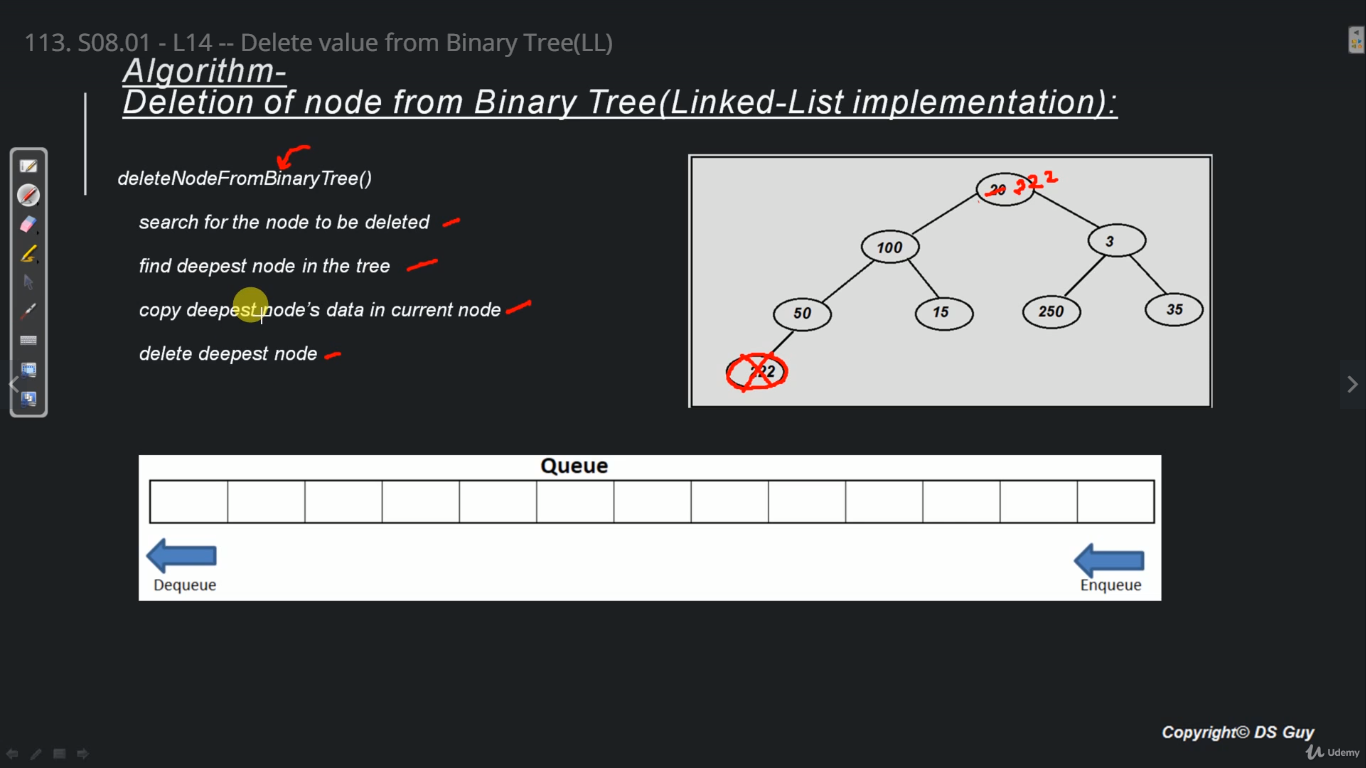 113. S08.01 - L14 -- Delete value from Binary Tree(LL)
Algorithm-
Deletion of node from Binary Tree(Linked-List implementation):
deleteNodeFromBinaryTree()
search for the node to be deleted
find deepest node in the tree
copy deepest node's data in current node
delete deepest node
20 222
100
3
50
15
250
35
222
Queue
Dequeue
Enqueue
Copyright© DS Guy
Udemy